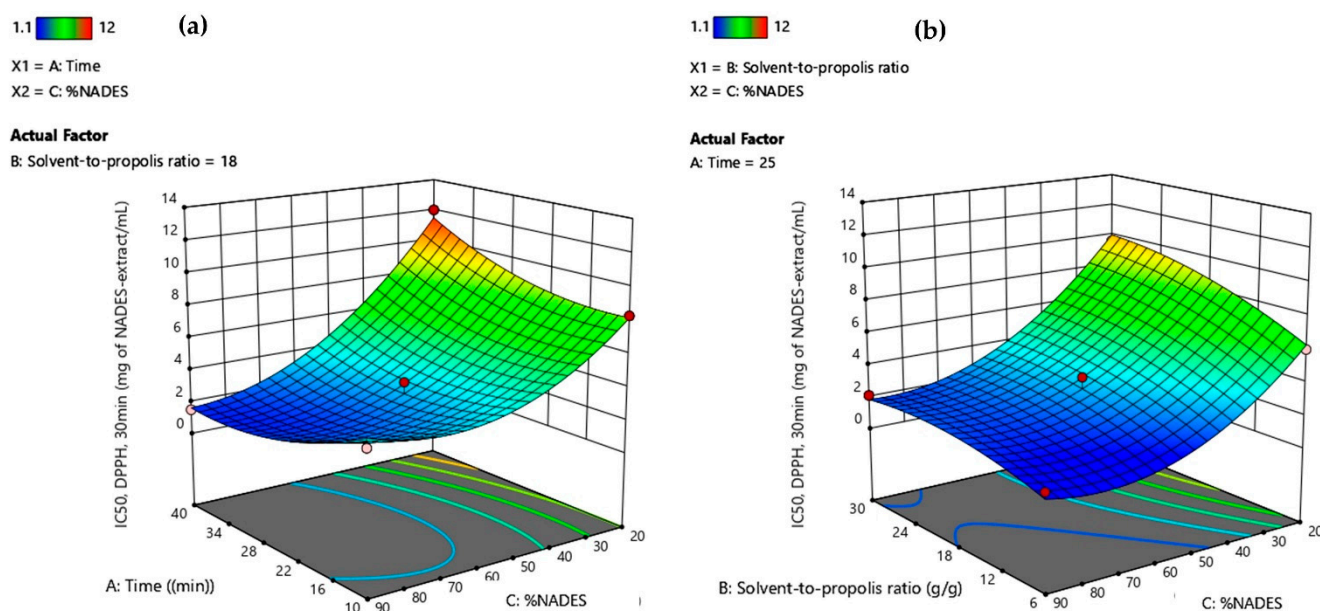 (a)
1.1 12
X1 = A: Time
X2 = C: %NADES
Actual Factor
B: Solvent-to-propolis ratio = 18
IC50, DPPH, 30min (mg of NADES-extract/mL)
14
12
10
8
6
4
2
0
40
34
28
22
16
10
90
80
70
60
50
40
30
20
A: Time ((min))
C: %NADES
)
(b)
1.1 12
X1 = B: Solvent-to-propolis ratio
X2 = C: %NADES
Actual Factor
A: Time = 25
IC50, DPPH, 30min (mg of NADES-extract/mL)
14
12
10
8
6
4
2
0
30
24
18
12
6
90
80
70
60
50
40
30
20
B: Solvent-to-propolis ratio (g/g)
C: %NADES
)